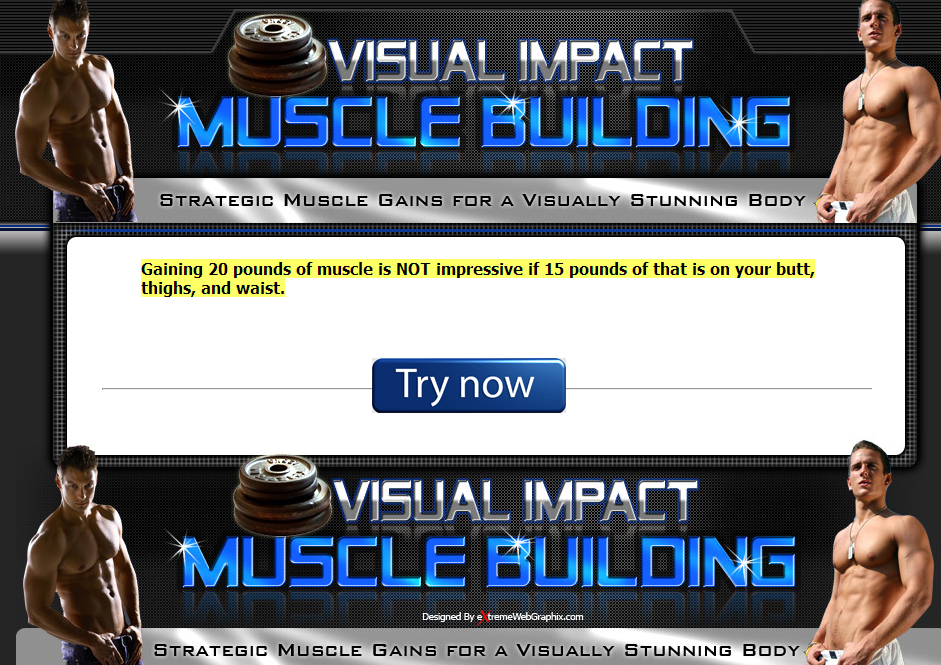 VISUAL IMPACT
MUSCLE BUILDING
Strategic Muscle Gains for a Visually Stunning Body
Gaining 20 pounds of muscle is NOT impressive if 15 pounds of that is on your butt,
thighs, and waist.
Try now
VISUAL IMPACT
MUSCLE BUILDING
Designed By eXtremeWebGraphix.com
Strategic Muscle Gains for a Visually Stunning Body